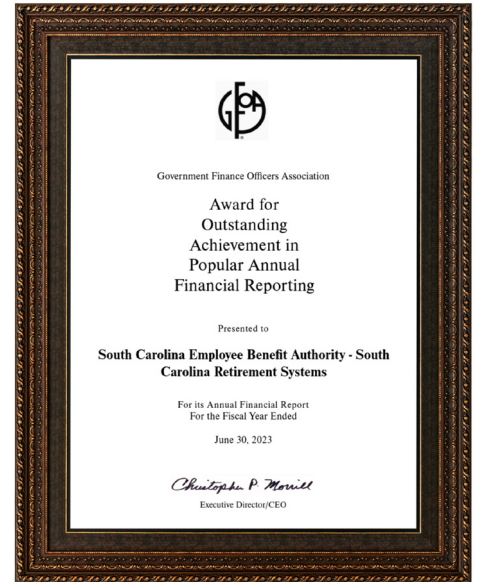 GFOA
Government Finance Officers Association
Award for
Outstanding
Achievement in
Popular Annual
Financial Reporting
Presented to
South Carolina Employee Benefit Authority - South
Carolina Retirement Systems
For its Annual Financial Report
For the Fiscal Year Ended
June 30, 2023
Christopher P. Morrill
Executive Director/CEO